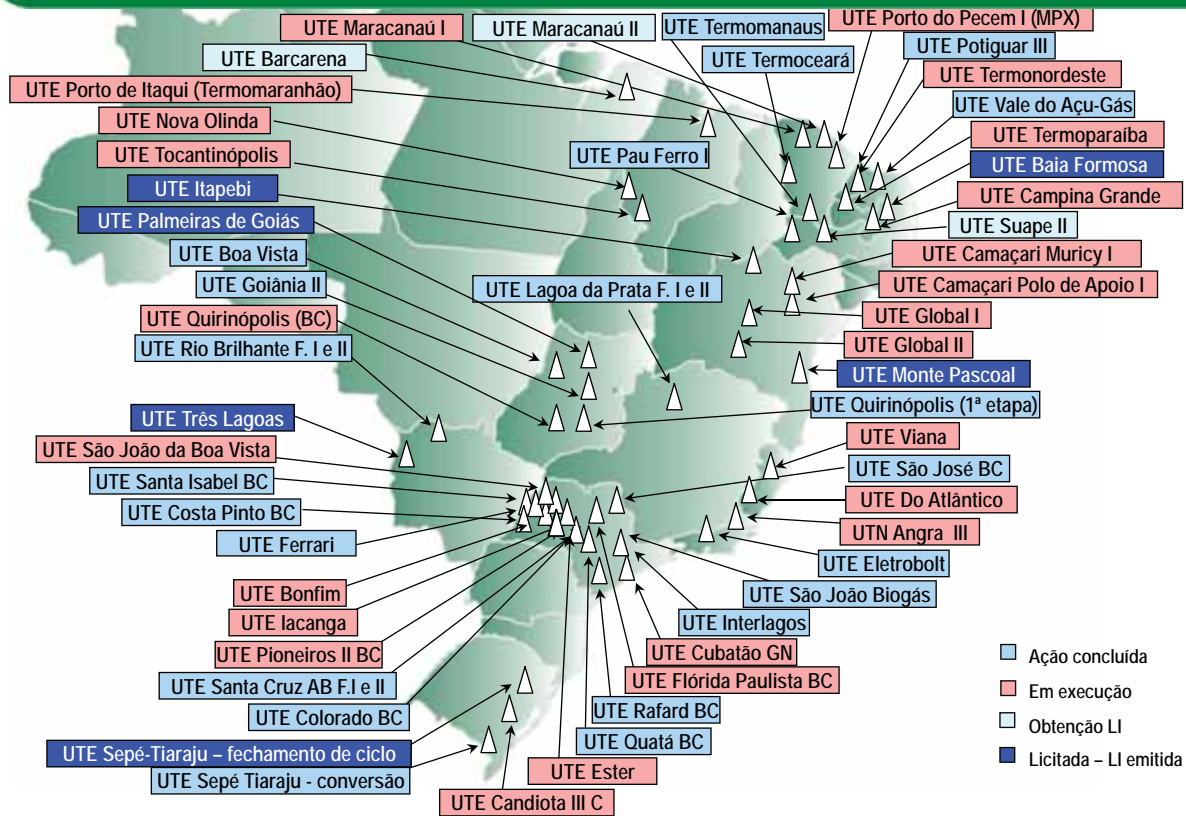 UTE Maracanaú I
UTE Maracanaú II
UTE Termomanaus
UTE Porto do Pecem I (MPX)
UTE Potiguar III
UTE Barcarena
UTE Termoceará
UTE Termonordeste
UTE Porto de Itaqui (Termomaranhão)
UTE Vale do Açu-Gás
UTE Nova Olinda
UTE Termoparaíba
UTE Tocantinópolis
UTE Pau Ferro I
UTE Baia Formosa
UTE Itapebi
UTE Campina Grande
UTE Palmeiras de Goiás
UTE Suape II
UTE Boa Vista
UTE Camaçari Muricy I
UTE Goiânia II
UTE Lagoa da Prata F. I e II
UTE Camaçari Polo de Apoio I
UTE Quirinópolis (BC)
UTE Global I
UTE Rio Brilhante F. I e II
UTE Global II
UTE Monte Pascoal
UTE Três Lagoas
UTE Quirinópolis (1ª etapa)
UTE São João da Boa Vista
UTE Viana
UTE Santa Isabel BC
UTE São José BC
UTE Costa Pinto BC
UTE Do Atlântico
UTE Ferrari
UTN Angra III
UTE Eletrobolt
UTE Bonfim
UTE São João Biogás
UTE Iacanga
UTE Interlagos
UTE Pioneiros II BC
UTE Cubatão GN
UTE Santa Cruz AB F.I e II
UTE Flórida Paulista BC
UTE Colorado BC
UTE Rafard BC
UTE Quatá BC
UTE Sepé-Tiaraju – fechamento de ciclo
UTE Sepé Tiaraju - conversão
UTE Ester
UTE Candiota III C
Ação concluída
Em execução
Obtenção LI
Licitada – LI emitida